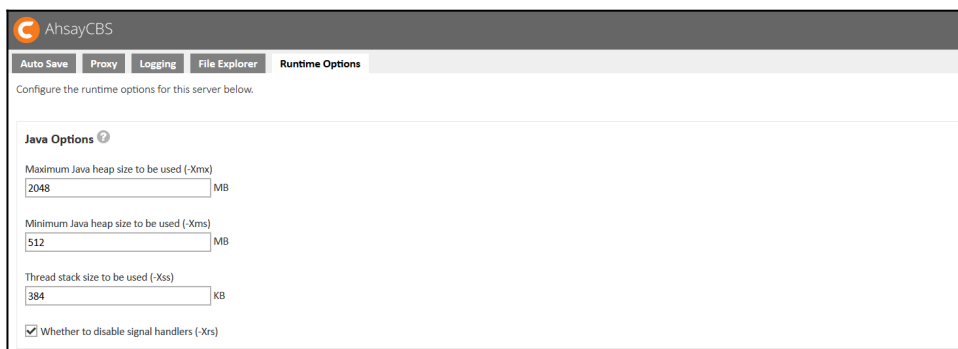 AhsayCBS
Auto Save Proxy Logging File Explorer Runtime Options
Configure the runtime options for this server below.
Java Options ?
Maximum Java heap size to be used (-Xmx)
2048 MB
Minimum Java heap size to be used (-Xms)
512 MB
Thread stack size to be used (-Xss)
384 KB
Whether to disable signal handlers (-Xrs)